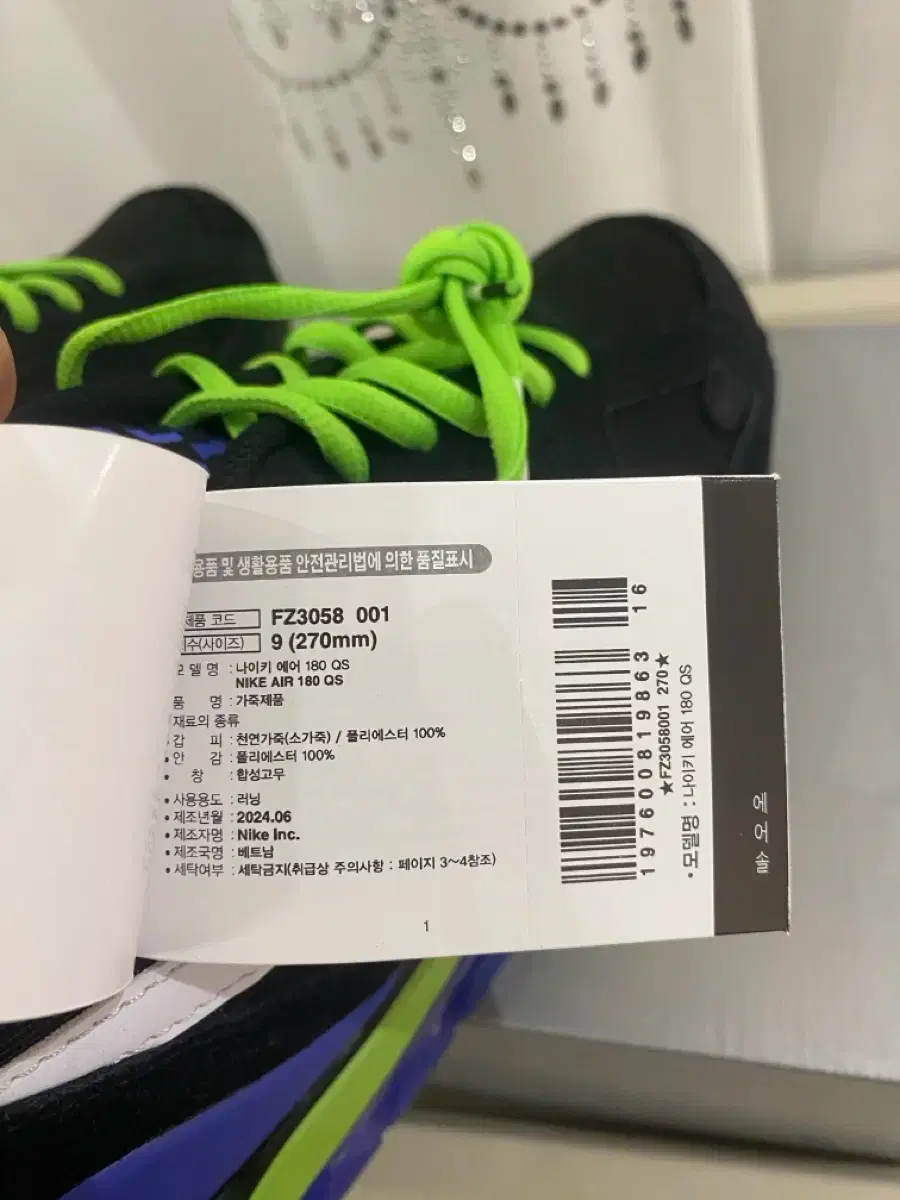 용품 및 생활용품 안전관리법에 의한 품질표시
제품 코드 FZ3058 001
수(사이즈) 9 (270mm)
모 델 명 : 나이키 에어 180 QS
NIKE AIR 180 QS
품 명 : 가죽제품
재료의 종류
• 갑 피 : 천연가죽(소가죽) / 폴리에스터 100%
• 안 감 : 폴리에스터 100%
• 창 : 합성고무
• 사용용도 : 러닝
• 제조년월 : 2024.06
• 제조자명 : Nike Inc.
• 제조국명 : 베트남
• 세탁여부 : 세탁금지(취급상 주의사항 : 페이지 3~4참조)
1
16
197600819863
★FZ3058001 270★
• 모델명 : 나이키 에어 180 QS
에어솔